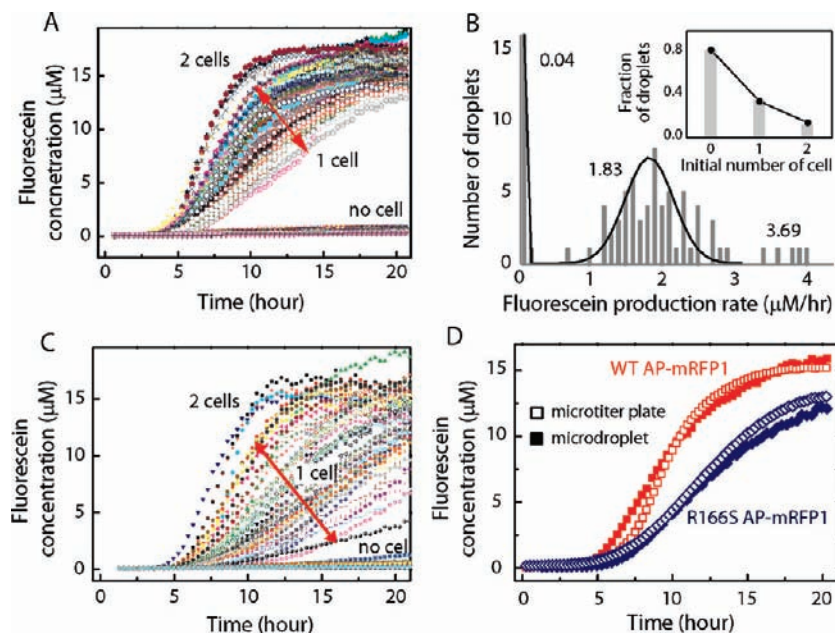 A
2 cells
1 cell
no cell
Fluorescein
concnetration (μM)
15
10
5
0
0
5
10
15
20
Time (hour)
B
0.04
1.83
3.69
Number of droplets
15
10
5
0
0
1
2
3
4
Fluorescein production rate (μM/hr)
Fraction
of droplets
0.8
0.4
0.0
0
1
2
Initial number of cell
C
2 cells
1 cell
no cell
Fluorescein
concentration (μM)
15
10
5
0
0
5
10
15
20
Time (hour)
D
WT AP-mRFP1
microtiter plate
microdroplet
R166S AP-mRFP1
Fluorescein
concentration (μM)
15
10
5
0
0
5
10
15
20
Time (hour)